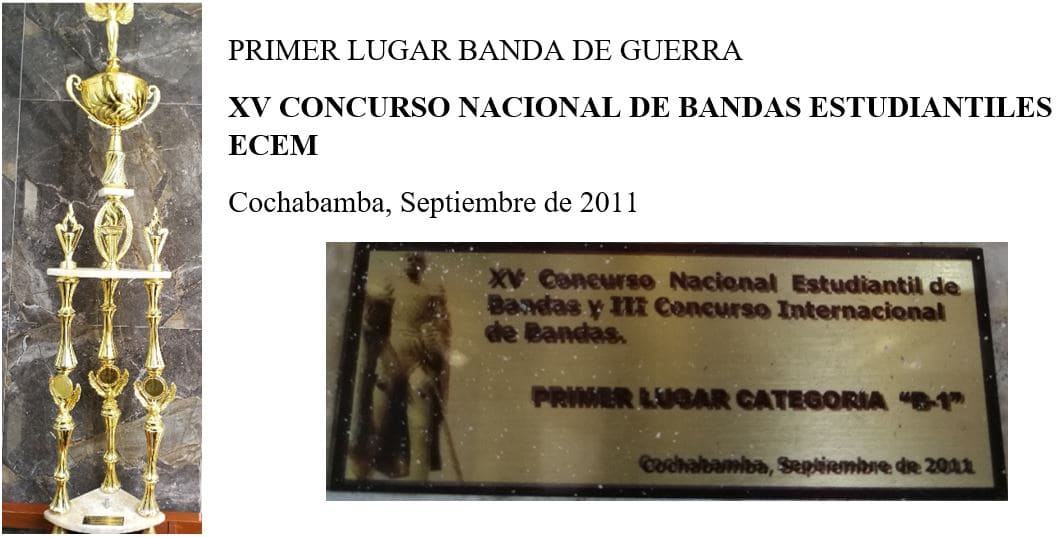 PRIMER LUGAR BANDA DE GUERRA
XV CONCURSO NACIONAL DE BANDAS ESTUDIANTILES
ECEM
Cochabamba, Septiembre de 2011
XV Concurso Nacional Estudiantil de
Bandas y III Concurso Internacional
de Bandas.
PRIMER LUGAR CATEGORIA "B-1"
Cochabamba, Septiembre de 2011